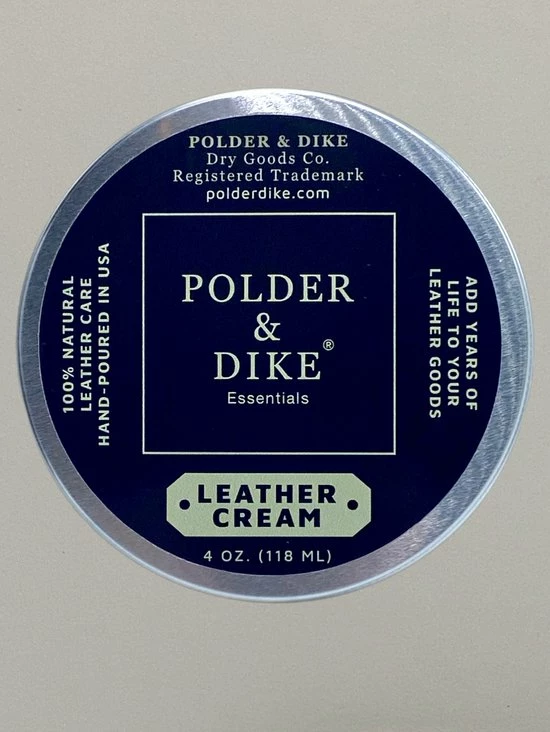 POLDER & DIKE
Dry Goods Co.
Registered Trademark
polderdike.com
100% NATURAL
LEATHER CARE
HAND-POURED IN USA
POLDER
&
DIKE®
Essentials
ADD YEARS OF
LIFE TO YOUR
LEATHER GOODS
• LEATHER •
CREAM
4 OZ. (118 ML)